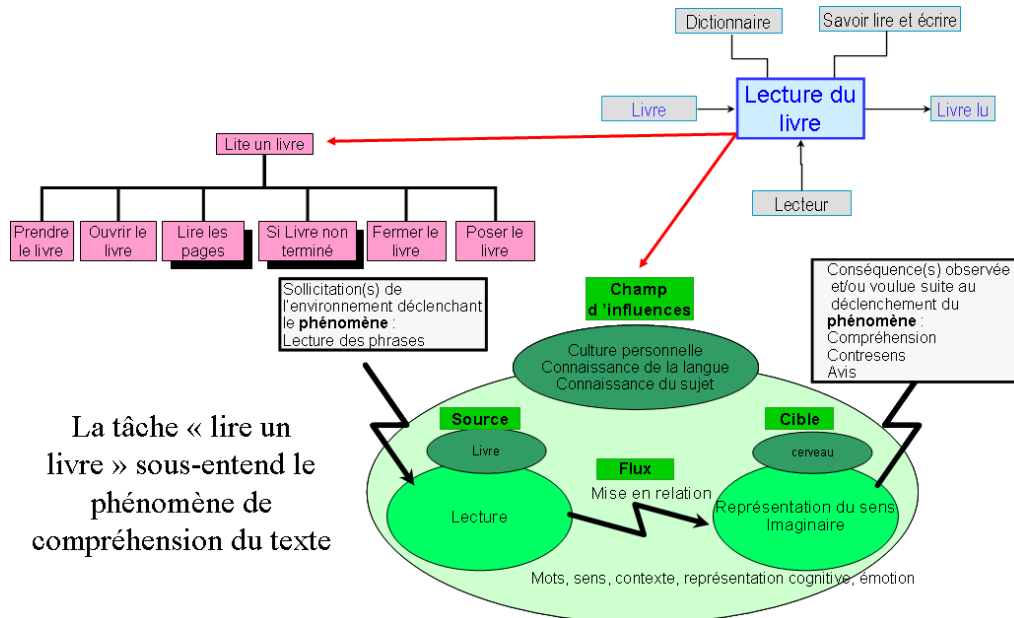 Dictionnaire
Savoir lire et écrire
Livre
Lecture du
livre
Livre lu
Lecteur
Lite un livre
Prendre
le livre
Ouvrir le
livre
Lire les
pages
Si Livre non
terminé
Fermer le
livre
Poser le
livre
Sollicitation(s) de
l'environnement déclenchant
le phénomène :
Lecture des phrases
Champ
d 'influences
Conséquence(s) observée
et/ou voulue suite au
déclenchement du
phénomène :
Compréhension
Contresens
Avis
Culture personnelle
Connaissance de la langue
Connaissance du sujet
La tâche « lire un
livre » sous-entend le
phénomène de
compréhension du texte
Source
Livre
Lecture
Flux
Mise en relation
Cible
cerveau
Représentation du sens
Imaginaire
Mots, sens, contexte, représentation cognitive, émotion